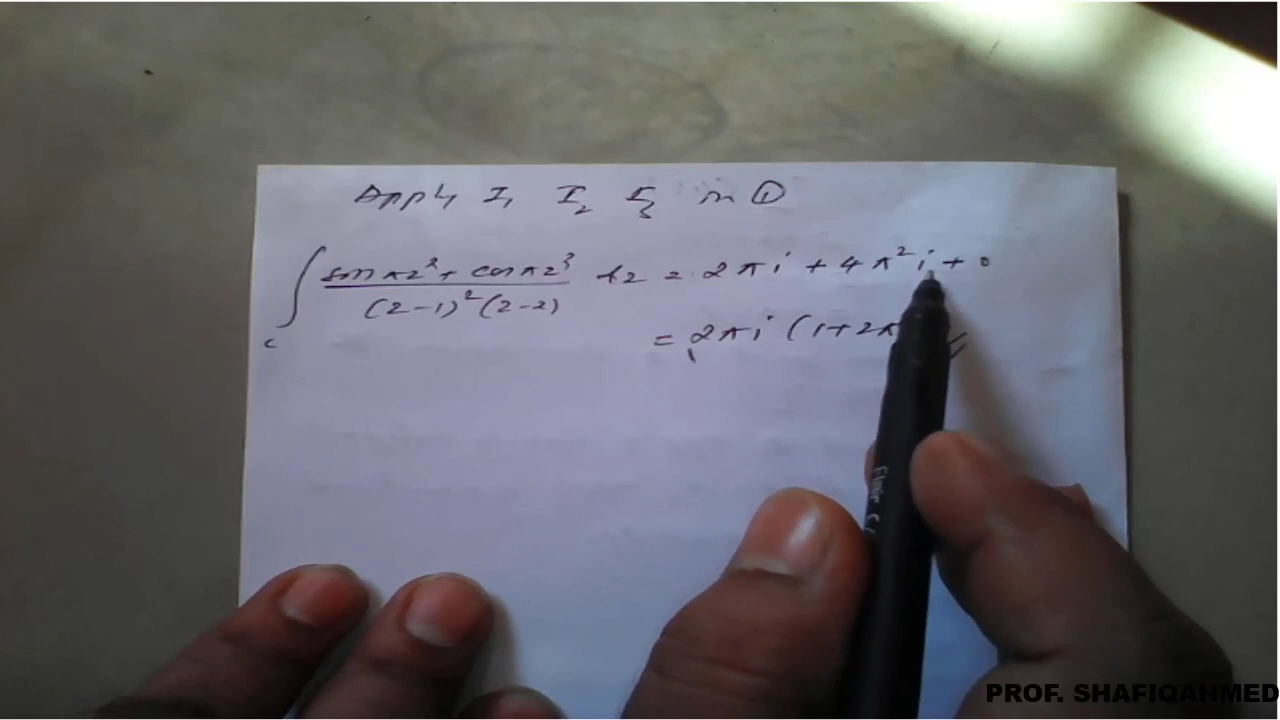 Apply I₁ I₂ I₃ in ①
∫c (sin πz² + cos πz³)/((z-1)²(z-2)) dz = 2πi + 4π²i + 0
= 2πi (1+2π
PROF. SHAFIQAHMED